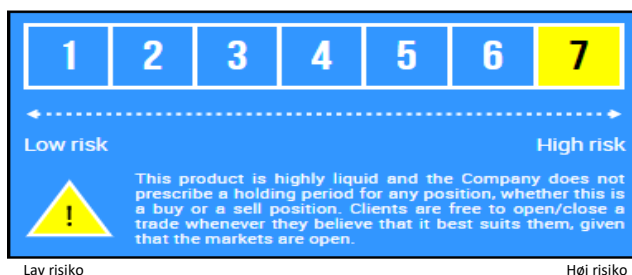 1 2 3 4 5 6 7
Low risk High risk
!
This product is highly liquid and the Company does not
prescribe a holding period for any position, whether this is
a buy or a sell position. Clients are free to open/close a
trade whenever they believe that it best suits them, given
that the markets are open.
Lav risiko Høj risiko